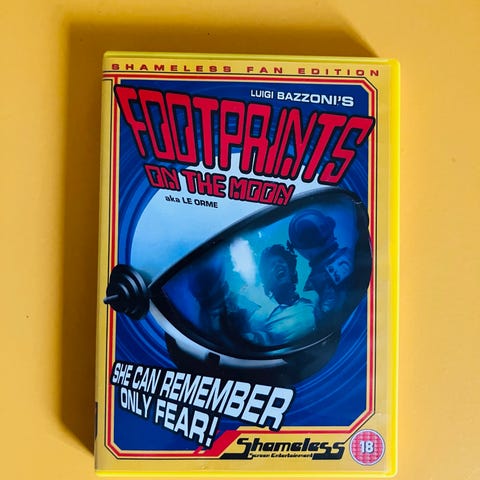 SHAMELESS FAN EDITION
LUIGI BAZZONI'S
FOOTPRINTS
ON THE MOON
aka LE ORME
SHE CAN REMEMBER
ONLY FEAR!
Shameless
Screen Entertainment
18